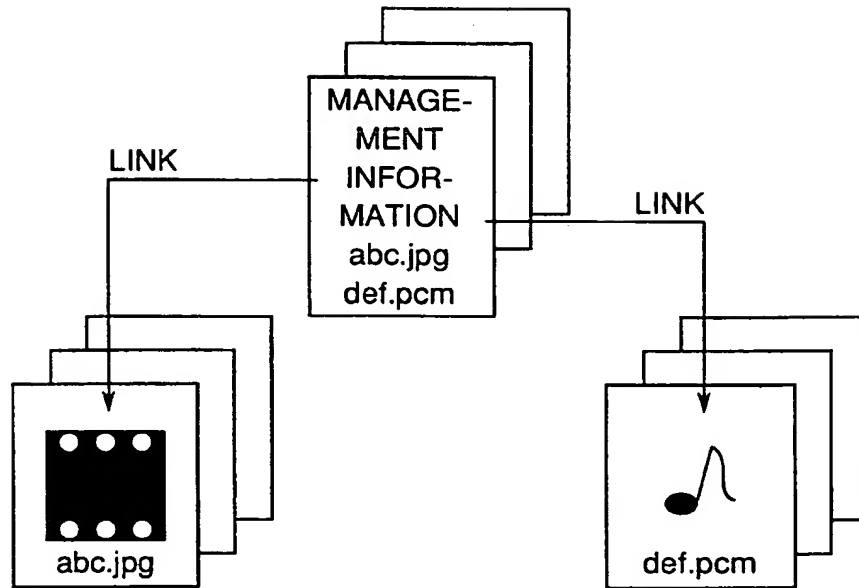 MANAGE-
MENT
INFOR-
MATION
abc.jpg
def.pcm
LINK
LINK
abc.jpg
def.pcm